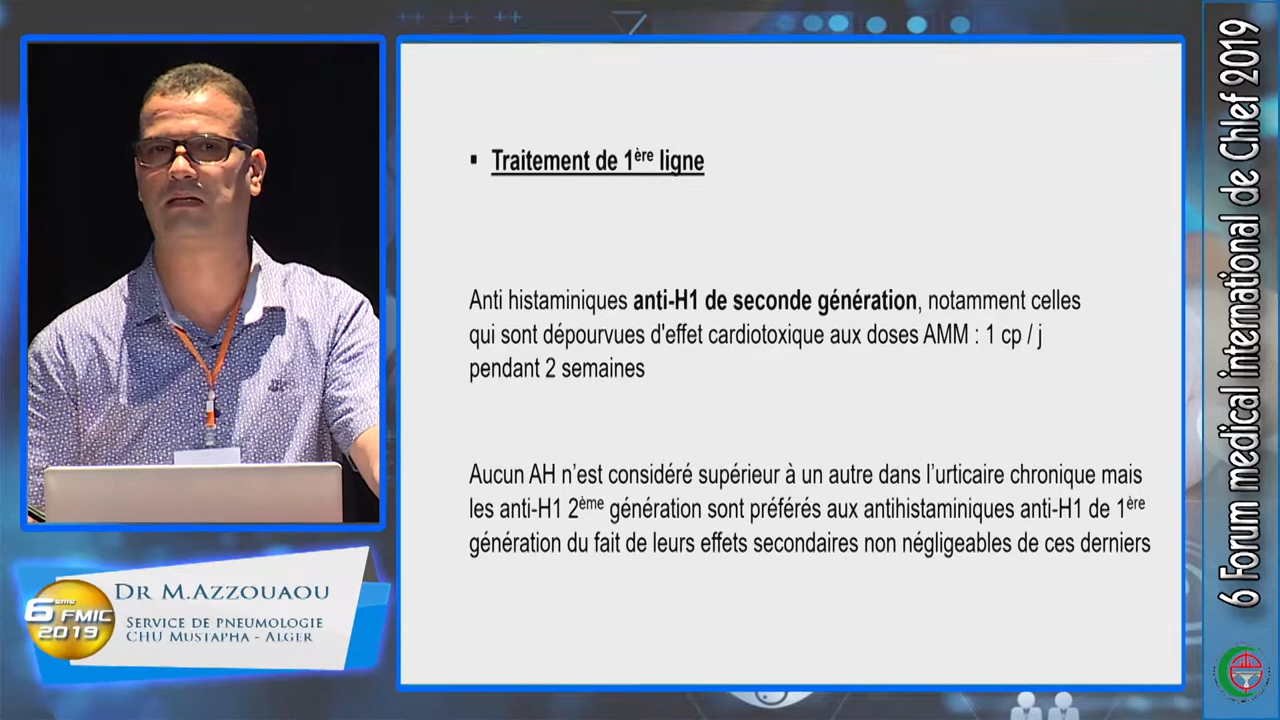 ▪ Traitement de 1ère ligne
Anti histaminiques anti-H1 de seconde génération, notamment celles
qui sont dépourvues d'effet cardiotoxique aux doses AMM : 1 cp / j
pendant 2 semaines
Aucun AH n’est considéré supérieur à un autre dans l’urticaire chronique mais
les anti-H1 2ème génération sont préférés aux antihistaminiques anti-H1 de 1ère
génération du fait de leurs effets secondaires non négligeables de ces derniers
6ème FMIC
2019
Dr M.Azzouaou
Service de pneumologie
CHU Mustapha - Alger
6 Forum medical international de Chlef 2019